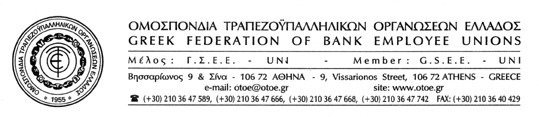 ΟΜΟΣΠΟΝΔΙΑ ΤΡΑΠΕΖΟΫΠΑΛΛΗΛΙΚΩΝ ΟΡΓΑΝΩΣΕΩΝ ΕΛΛΑΔΟΣ
GREEK FEDERATION OF BANK EMPLOYEE UNIONS
Μέλος: Γ.Σ.Ε.Ε. - UNI - Member: G.S.E.E. - UNI
Βησσαρίωνος 9 & Σίνα - 106 72 ΑΘΗΝΑ - 9, Vissarionos Street, 106 72 ATHENS - GREECE
e-mail: otoe@otoe.gr site: www.otoe.gr
☎ (+30) 210 36 47 589, (+30) 210 36 47 666, (+30) 210 36 47 668, (+30) 210 36 47 742 FAX: (+30) 210 36 40 429
ΟΜΟΣΠΟΝΔΙΑ ΤΡΑΠΕΖΟΫΠΑΛΛΗΛΙΚΩΝ ΟΡΓΑΝΩΣΕΩΝ ΕΛΛΑΔΟΣ
1955